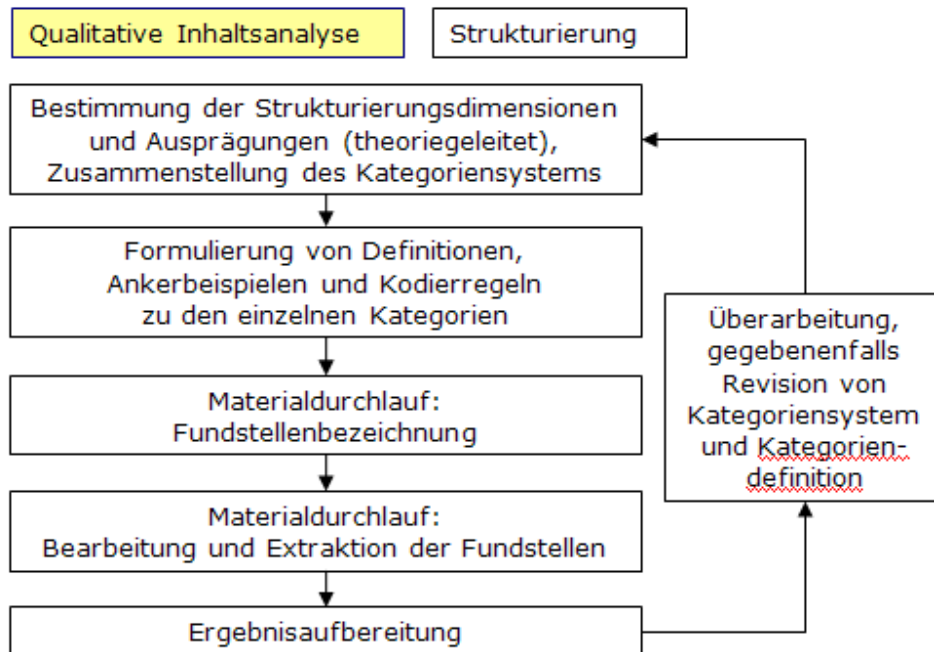 Qualitative Inhaltsanalyse
Strukturierung
Bestimmung der Strukturierungsdimensionen
und Ausprägungen (theoriegeleitet),
Zusammenstellung des Kategoriensystems
Formulierung von Definitionen,
Ankerbeispielen und Kodierregeln
zu den einzelnen Kategorien
Materialdurchlauf:
Fundstellenbezeichnung
Materialdurchlauf:
Bearbeitung und Extraktion der Fundstellen
Ergebnisaufbereitung
Überarbeitung,
gegebenenfalls
Revision von
Kategoriensystem
und Kategorien-
definition